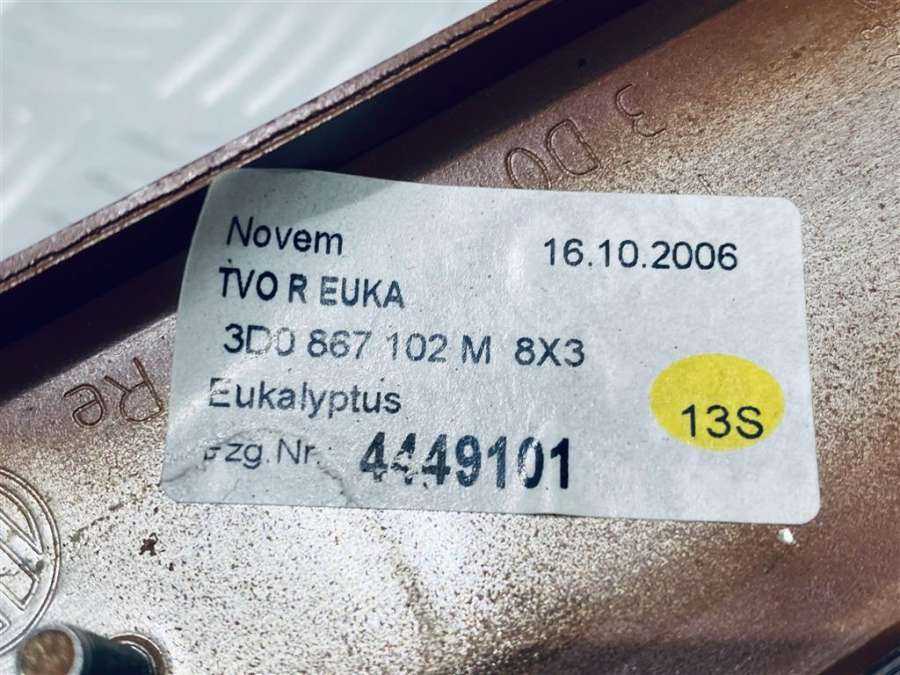 Novem 16.10.2006
TVO R EUKA
3D0 867 102 M 8X3
Eukalyptus
13S
Fzg.Nr. 4449101
3 D0
Re